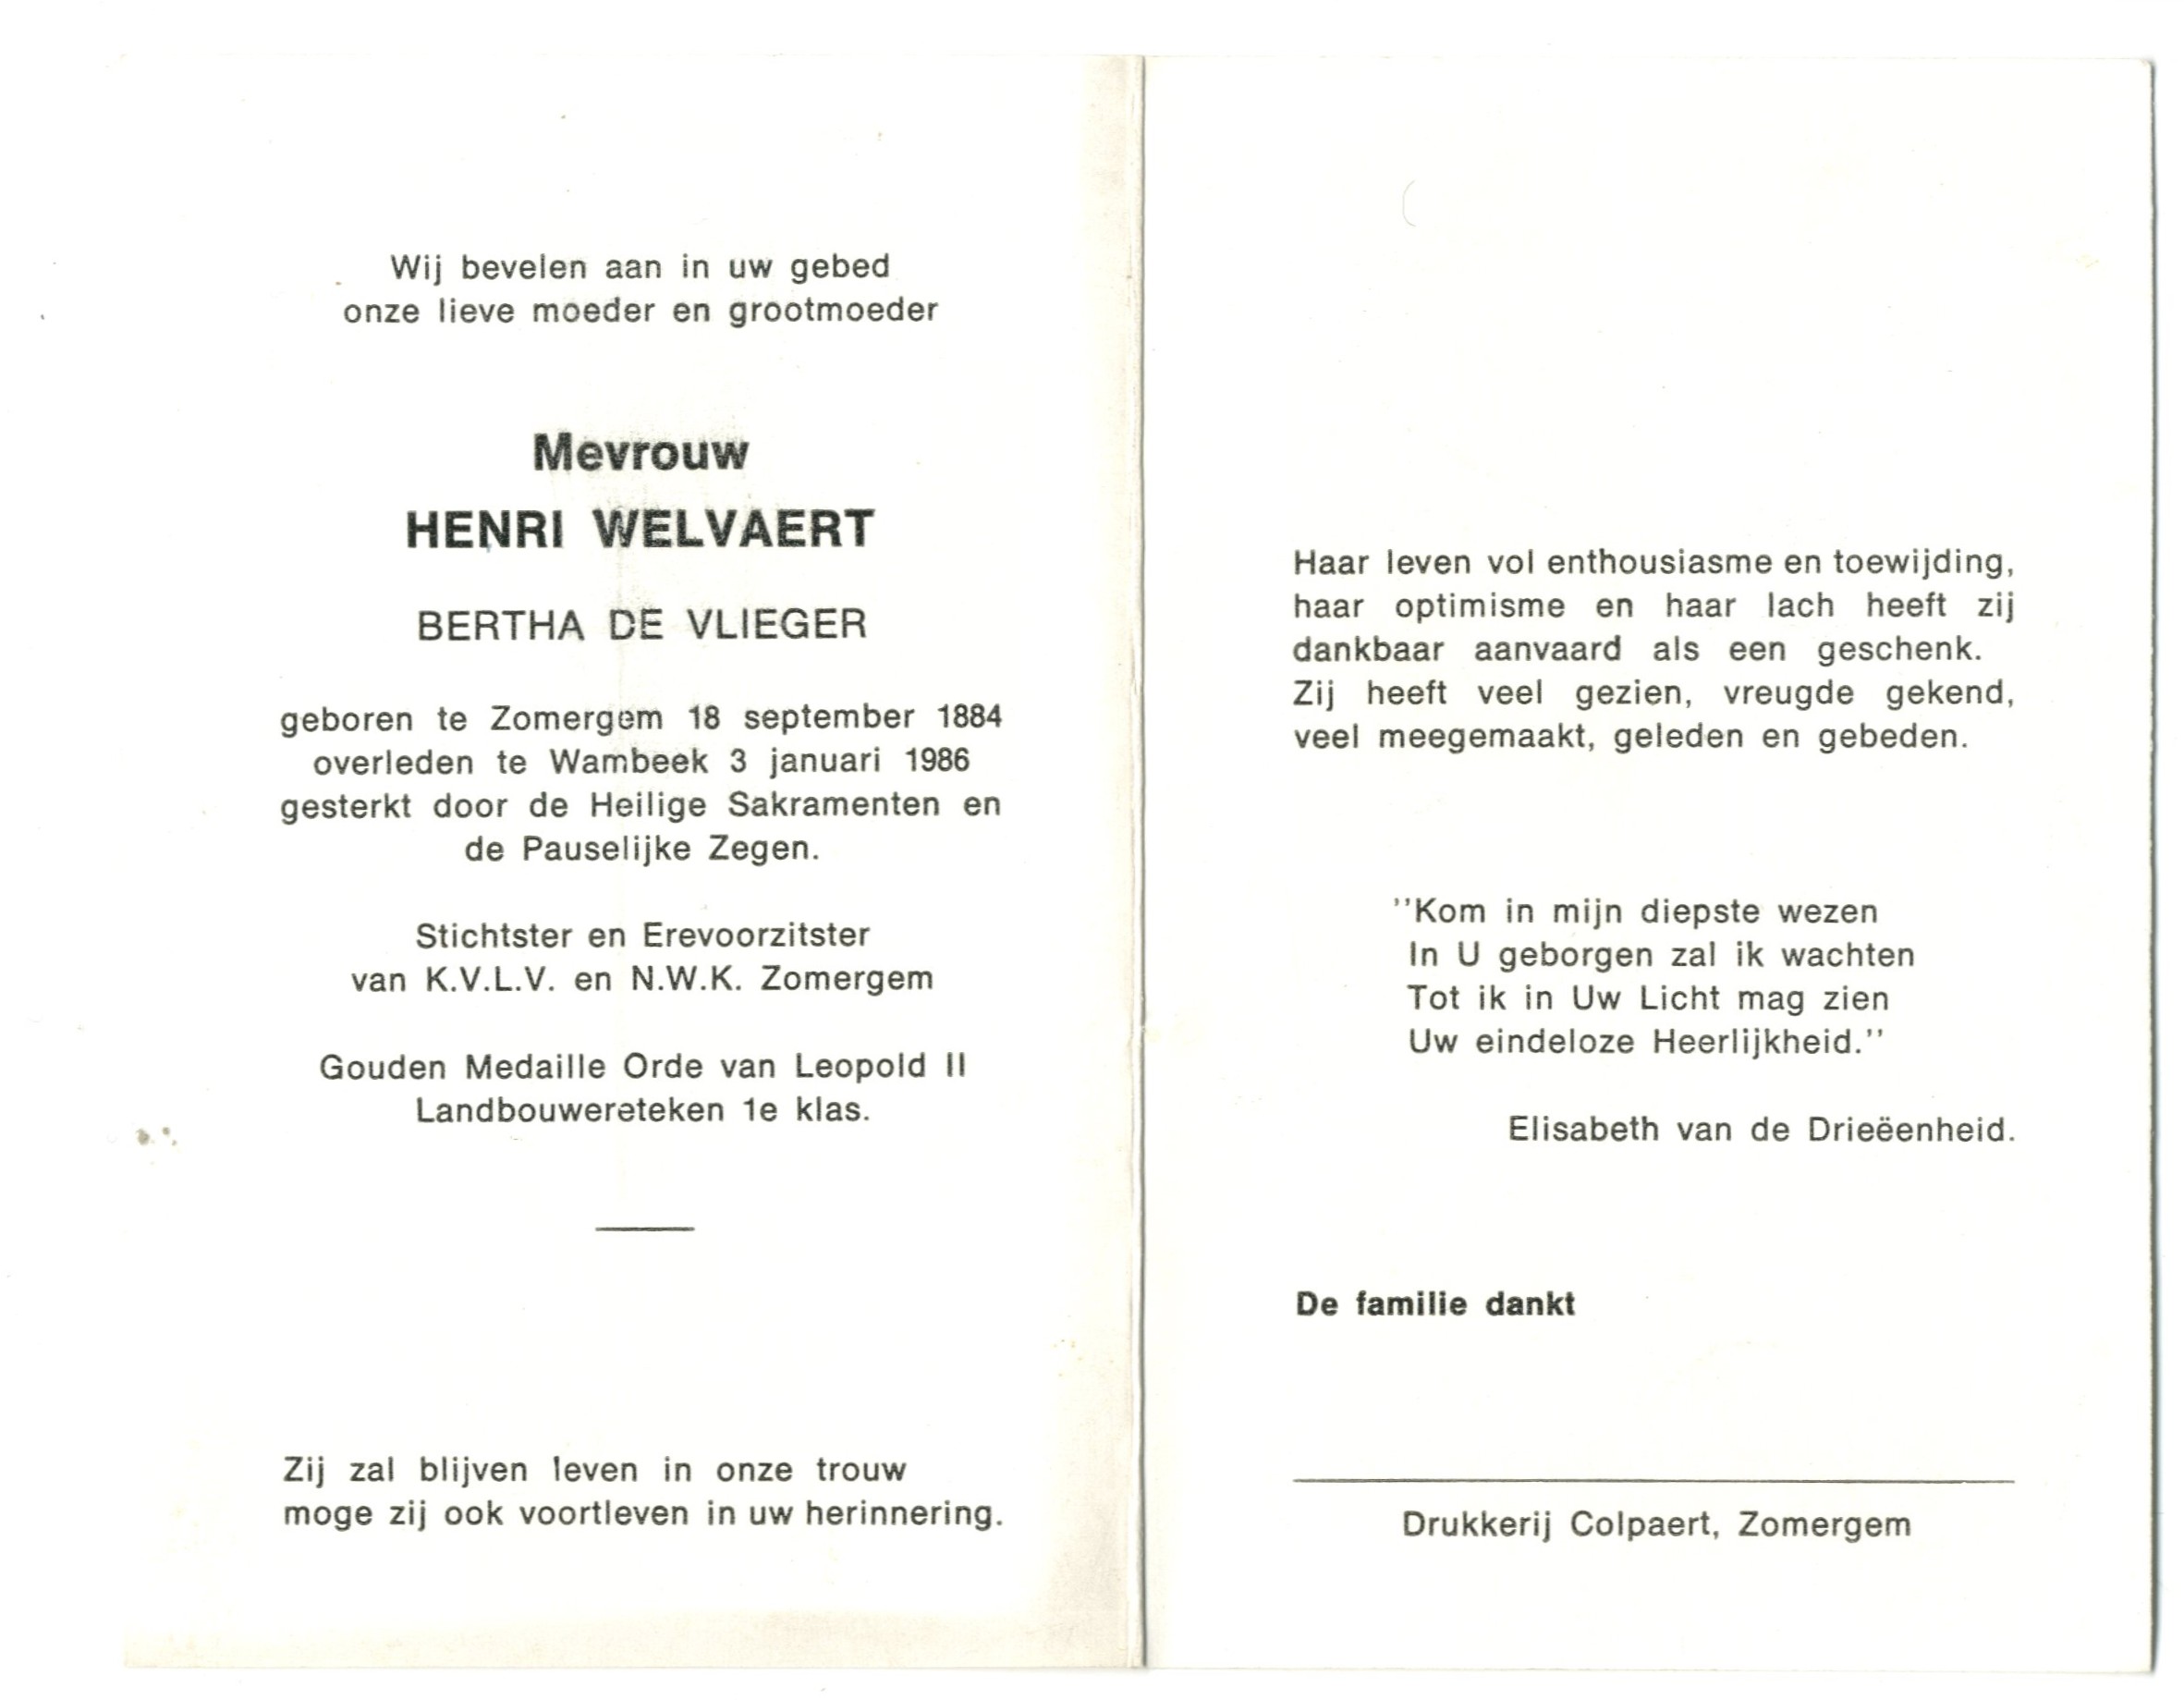 Wij bevelen aan in uw gebed
onze lieve moeder en grootmoeder
Mevrouw
HENRI WELVAERT
BERTHA DE VLIEGER
geboren te Zomergem 18 september 1884
overleden te Wambeek 3 januari 1986
gesterkt door de Heilige Sakramenten en
de Pauselijke Zegen.
Stichtster en Erevoorzitster
van K.V.L.V. en N.W.K. Zomergem
Gouden Medaille Orde van Leopold II
Landbouwereteken 1e klas.
Zij zal blijven leven in onze trouw
moge zij ook voortleven in uw herinnering.
Haar leven vol enthousiasme en toewijding,
haar optimisme en haar lach heeft zij
dankbaar aanvaard als een geschenk.
Zij heeft veel gezien, vreugde gekend,
veel meegemaakt, geleden en gebeden.
''Kom in mijn diepste wezen
In U geborgen zal ik wachten
Tot ik in Uw Licht mag zien
Uw eindeloze Heerlijkheid.''
Elisabeth van de Drieëenheid.
De familie dankt
Drukkerij Colpaert, Zomergem